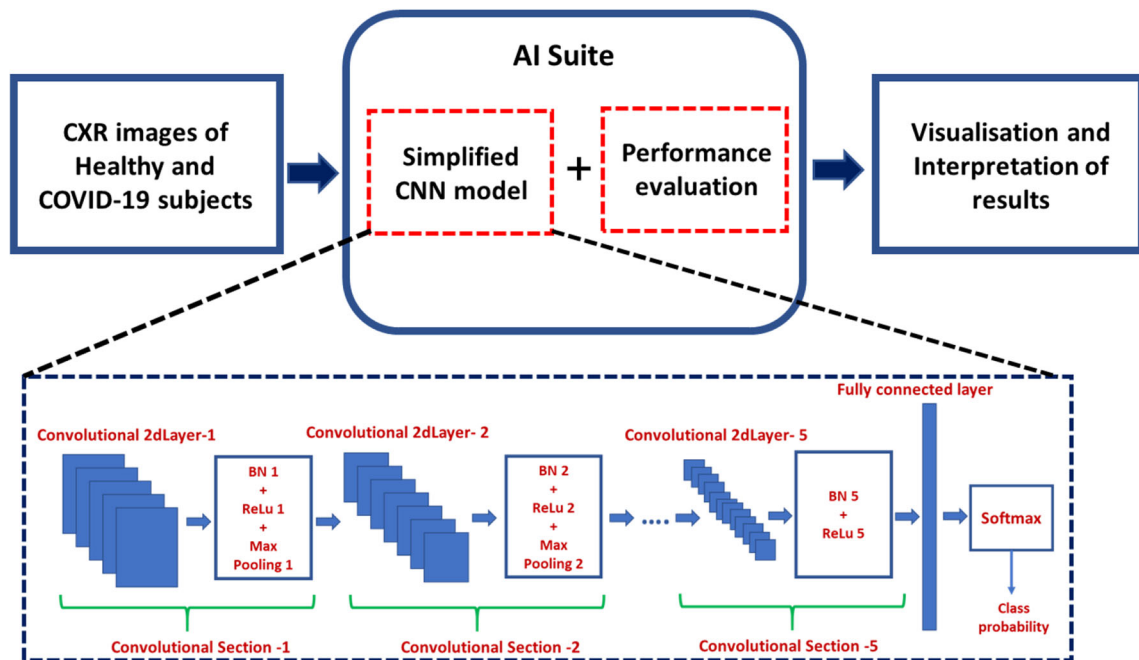 AI Suite
CXR images of
Healthy and
COVID-19 subjects
Simplified
CNN model
+
Performance
evaluation
Visualisation and
Interpretation of
results
Fully connected layer
Convolutional 2dLayer-1
BN 1
+
ReLu 1
+
Max
Pooling 1
Convolutional 2dLayer- 2
BN 2
+
ReLu 2
+
Max
Pooling 2
....
Convolutional 2dLayer- 5
BN 5
+
ReLu 5
Softmax
Class
probability
Convolutional Section -1
Convolutional Section -2
Convolutional Section -5